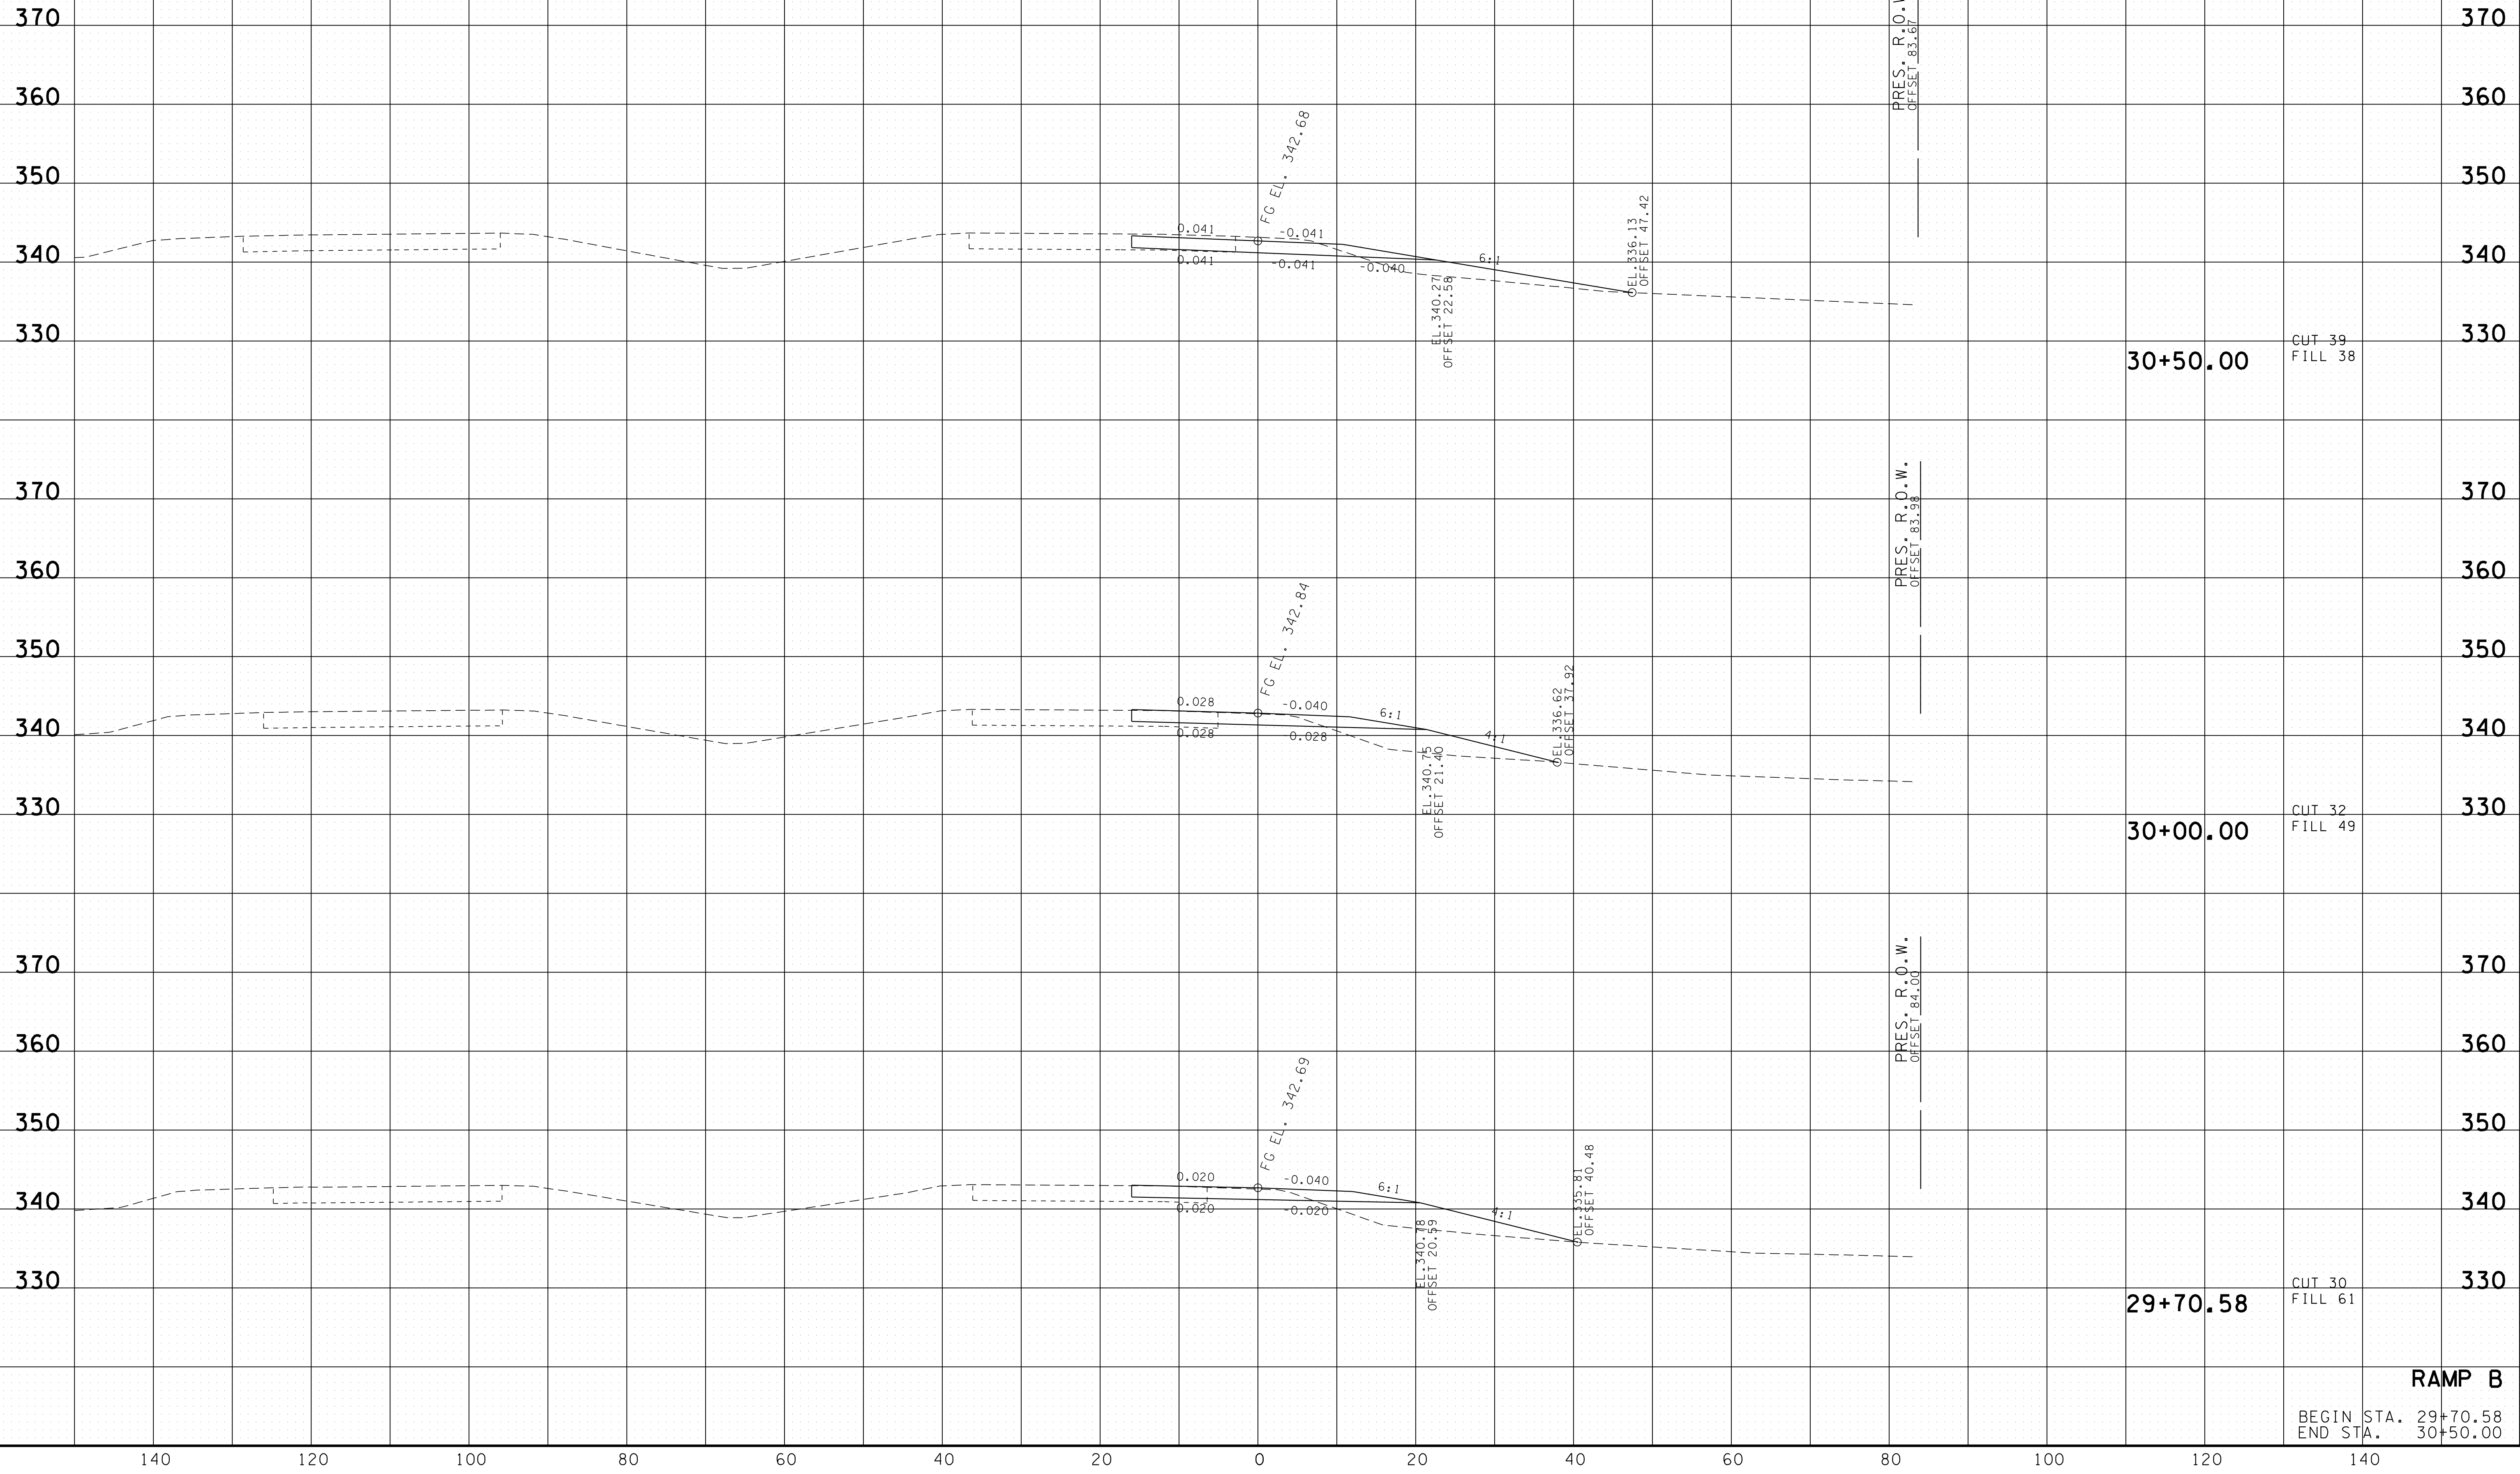 370
370
PRES. R.O.W
OFFSET 83.67
360
360
FG EL. 342.68
350
350
0.041
-0.041
EL.336.13
OFFSET 47.42
340
340
0.041
-0.041
-0.040
6:1
EL.340.27
OFFSET 22.58
330
330
CUT 39
FILL 38
30+50.00
370
370
PRES. R.O.W.
OFFSET 83.98
360
360
FG EL. 342.84
350
350
0.028
-0.040
6:1
EL.336.62
OFFSET 37.92
340
340
0.028
-0.028
4:1
EL.340.75
OFFSET 21.40
330
330
CUT 32
FILL 49
30+00.00
370
370
PRES. R.O.W.
OFFSET 84.00
360
360
FG EL. 342.69
350
350
0.020
-0.040
6:1
EL.335.81
OFFSET 40.48
340
340
0.020
-0.020
4:1
EL.340.78
OFFSET 20.59
330
330
CUT 30
FILL 61
29+70.58
RAMP B
BEGIN STA. 29+70.58
END STA. 30+50.00
140 120 100 80 60 40 20 0 20 40 60 80 100 120 140